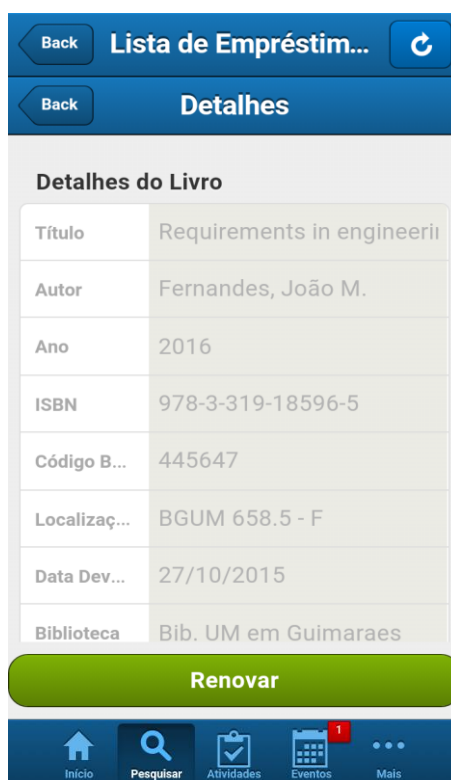 Back Lista de Empréstim...
Back Detalhes
Detalhes do Livro
Título Requirements in engineerin
Autor Fernandes, João M.
Ano 2016
ISBN 978-3-319-18596-5
Código B... 445647
Localizaç... BGUM 658.5 - F
Data Dev... 27/10/2015
Biblioteca Bib. UM em Guimaraes
Renovar
1
Início Pesquisar Atividades Eventos Mais